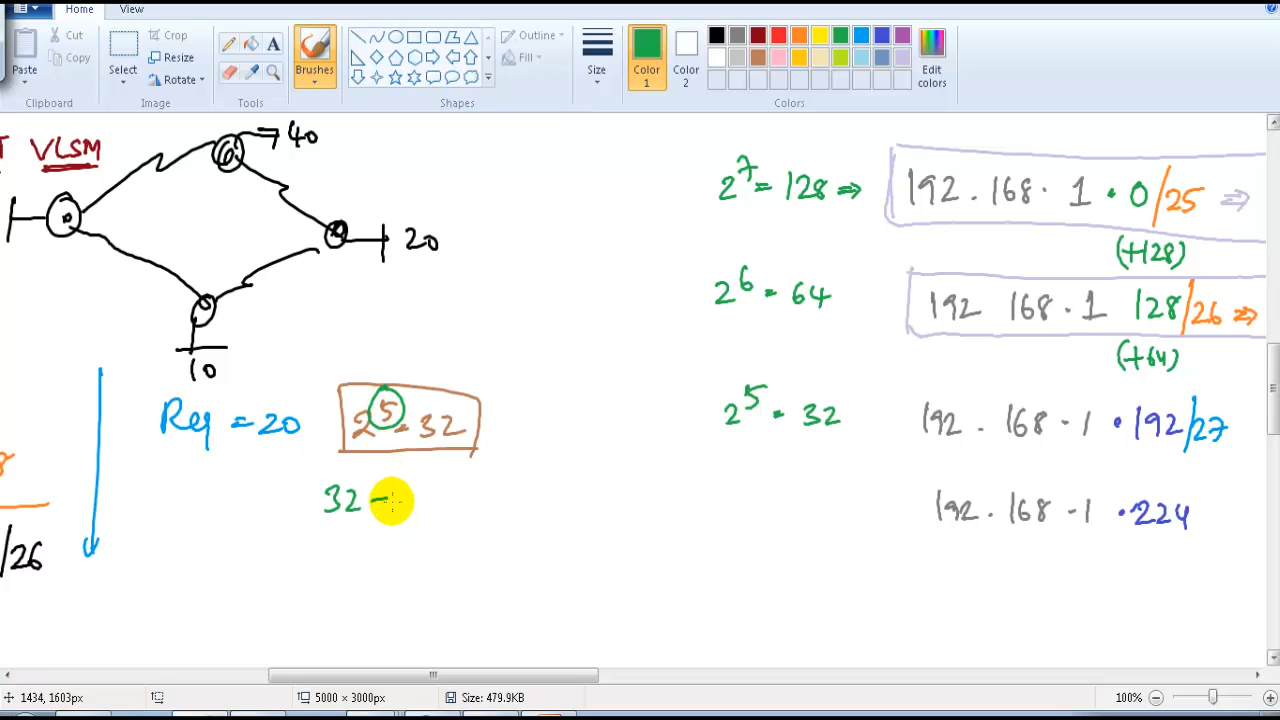 Home View
Cut
Copy
Paste
Clipboard
Select
Crop
Resize
Rotate
Image
Tools
Brushes
Outline
Fill
Shapes
Size
Color 1
Color 2
Edit colors
Colors
T VLSM
40
20
10
Req = 20
2^5 = 32
32 -
8
/26
2^7 = 128 ⇒ 192.168.1.0/25 ⇒
(+128)
2^6 = 64 192 168.1 128/26 ⇒
(+64)
2^5 = 32 192.168.1.192/27
192.168.1.224
1434, 1603px 5000 × 3000px Size: 479.9KB 100%